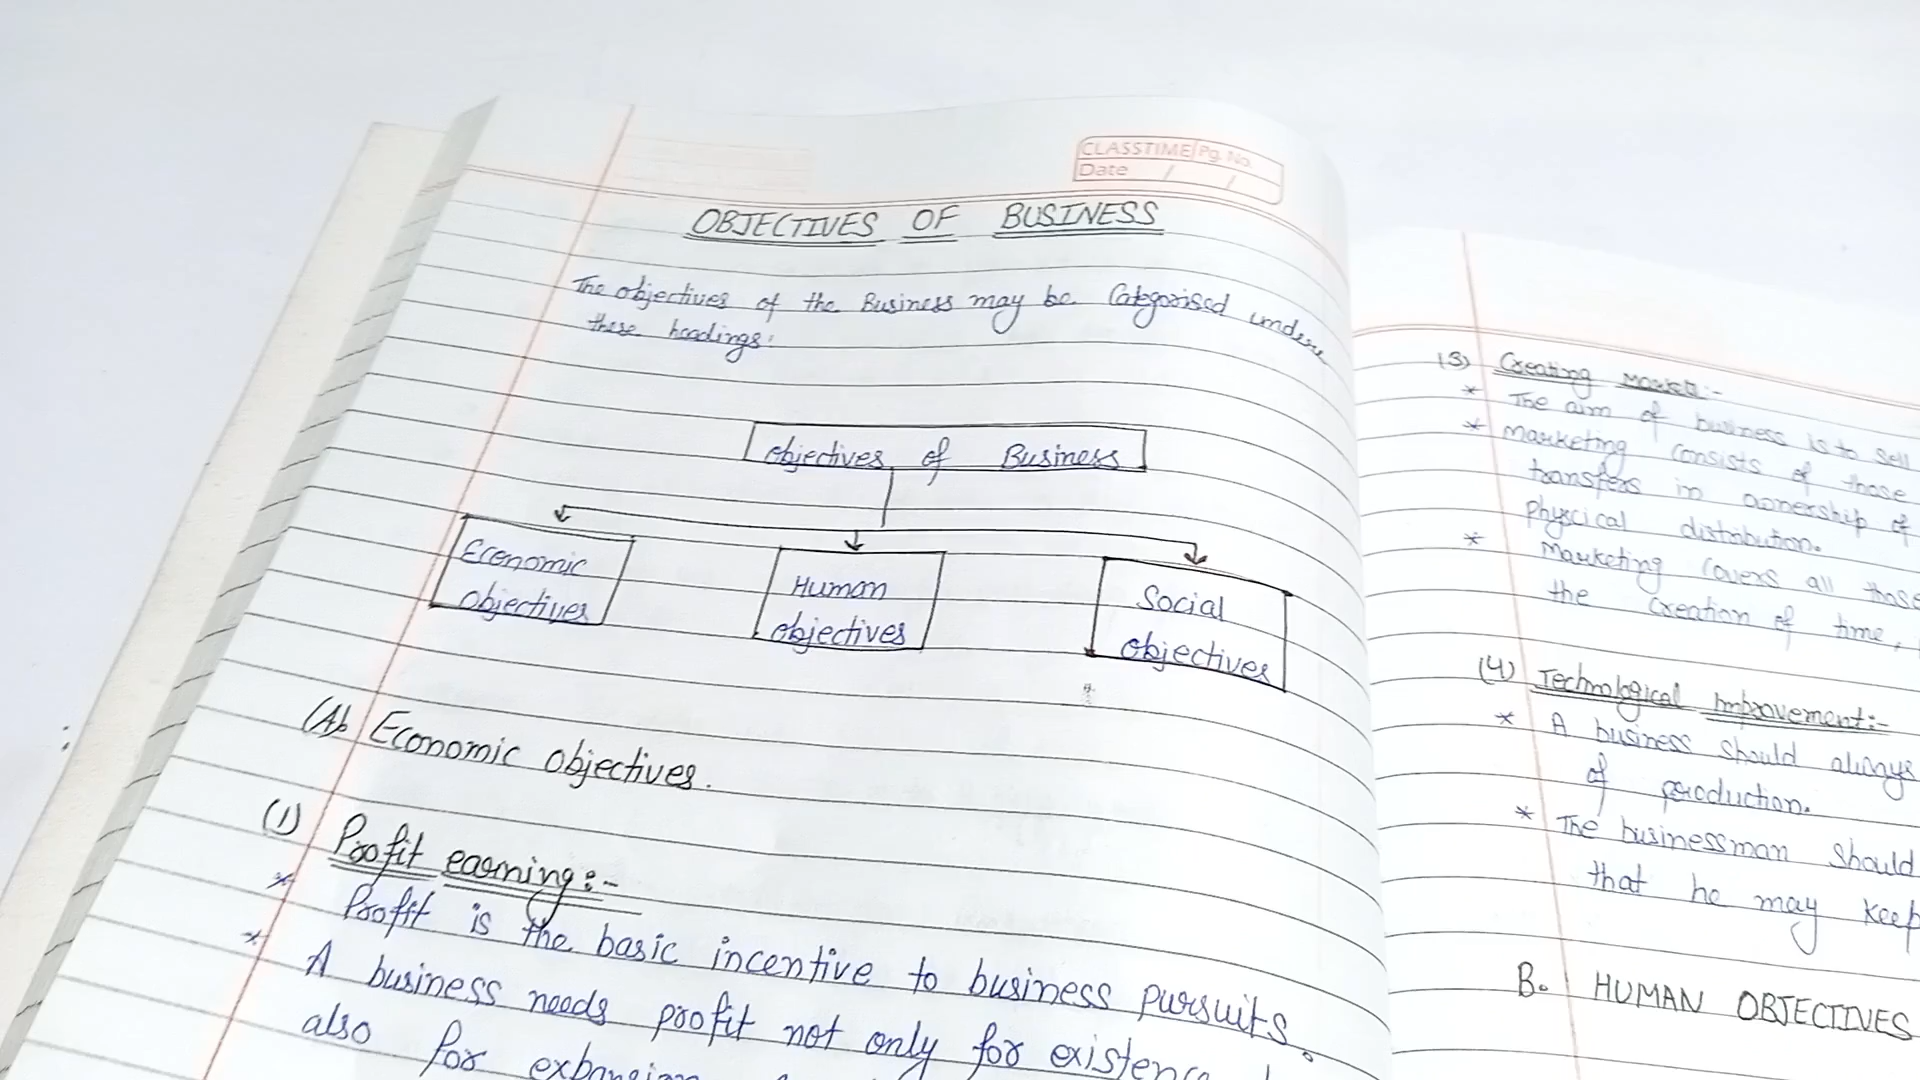 CLASSTIME Pg. No.
Date / /
OBJECTIVES OF BUSINESS
The objectives of the Business may be Categorised under
these headings:
Objectives of Business
Economic
Objectives
Human
objectives
Social
objectives
(A) Economic objectives.
(1) Profit earning:-
* Profit is the basic incentive to business pursuits.
* A business needs profit not only for existence
also for expansion
(3) Creating market:-
* The aim of business is to sell
* Marketing consists of those
transfers in ownership of
physcical distribution.
* Marketing covers all those
the creation of time,
(4) Technological Improvement:-
* A business should always
of production.
* The businessman should
that he may keep
B. HUMAN OBJECTIVES